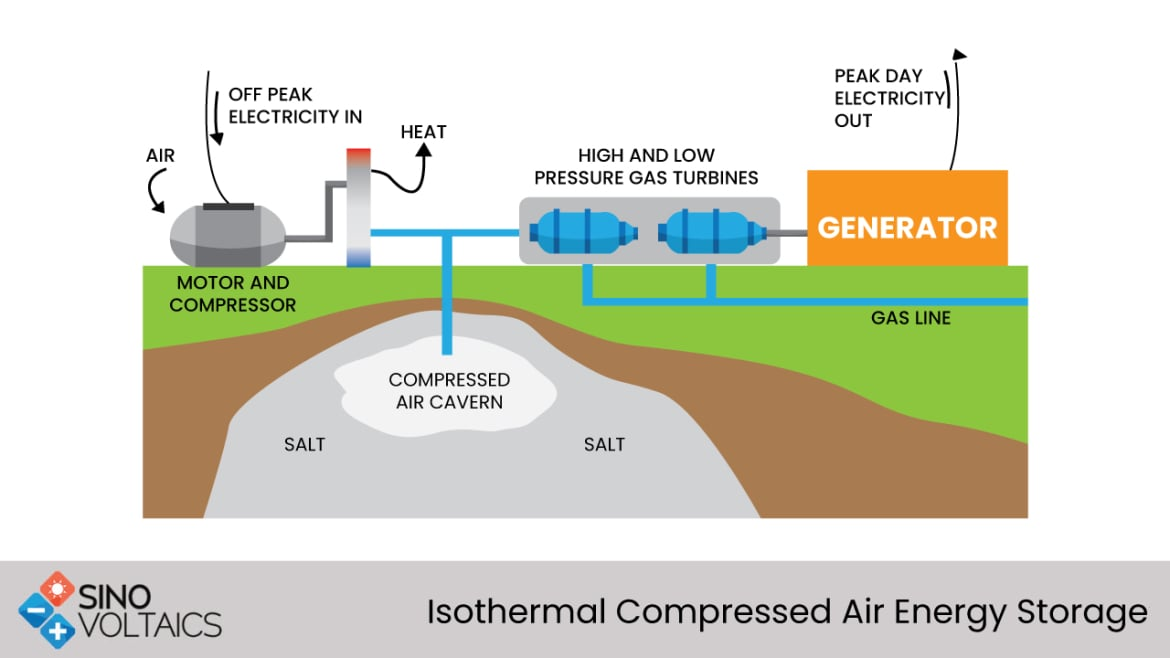 OFF PEAK
ELECTRICITY IN
AIR
HEAT
HIGH AND LOW
PRESSURE GAS TURBINES
PEAK DAY
ELECTRICITY
OUT
GENERATOR
MOTOR AND
COMPRESSOR
GAS LINE
COMPRESSED
AIR CAVERN
SALT
SALT
SINO
VOLTAICS
Isothermal Compressed Air Energy Storage